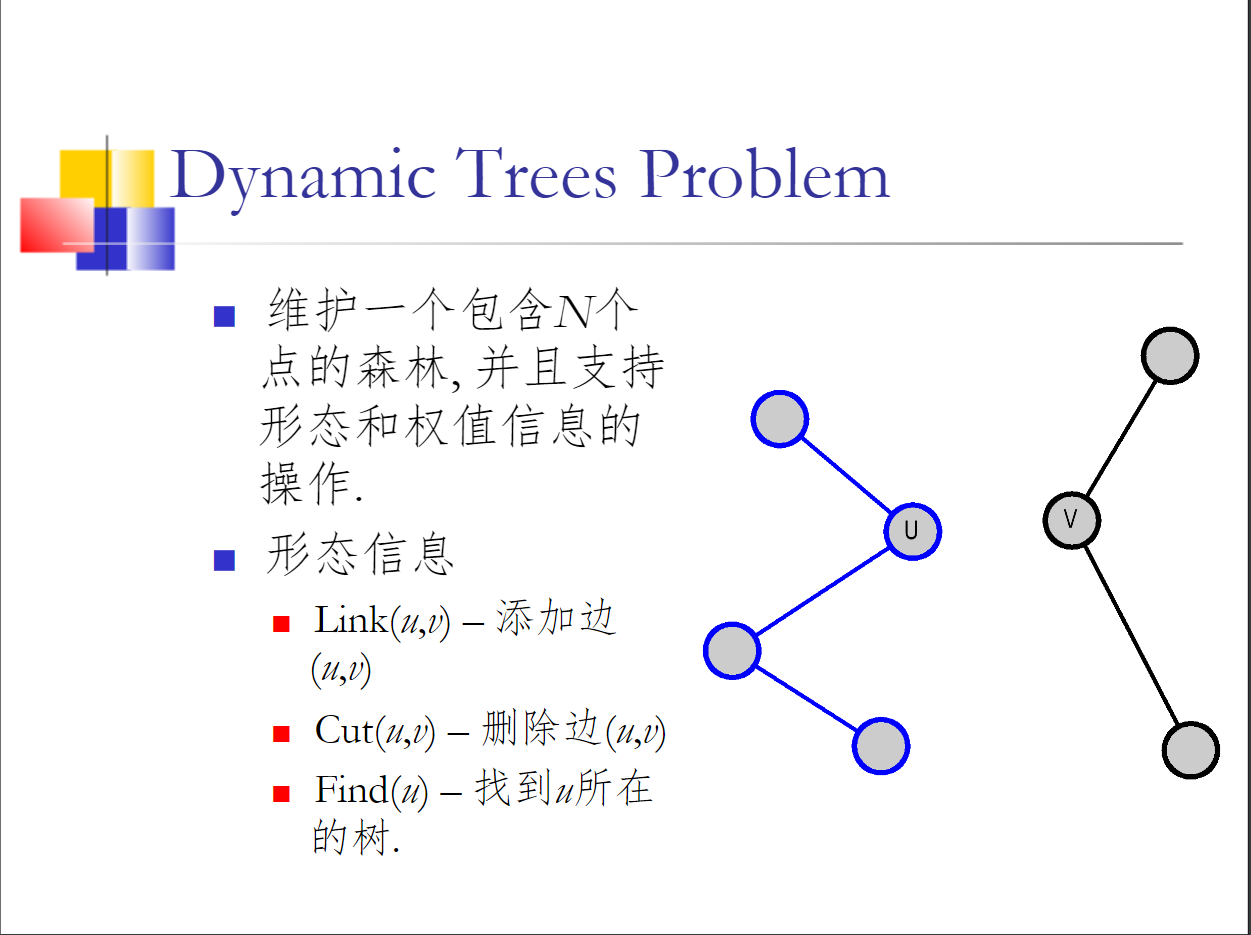 Dynamic Trees Problem
维护一个包含N个
点的森林, 并且支持
形态和权值信息的
操作.
形态信息
Link(u,v) – 添加边
(u,v)
Cut(u,v) – 删除边(u,v)
Find(u) – 找到u所在
的树.
U
V